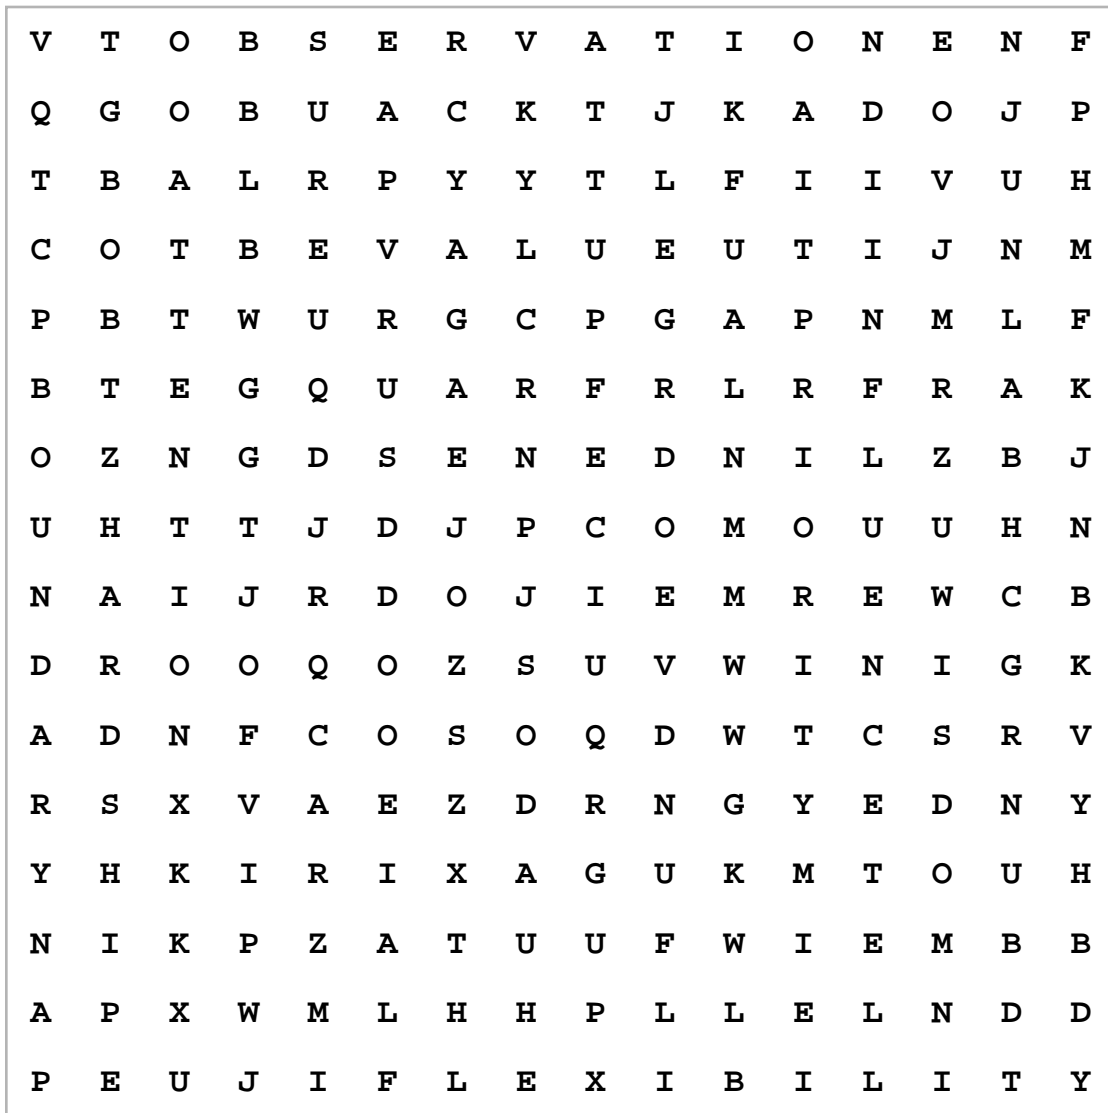 V T O B S E R V A T I O N E N F
Q G O B U A C K T J K A D O J P
T B A L R P Y Y T L F I I V U H
C O T B E V A L U E U T I J N M
P B T W U R G C P G A P N M L F
B T E G Q U A R F R L R F R A K
O Z N G D S E N E D N I L Z B J
U H T T J D J P C O M O U U H N
N A I J R D O J I E M R E W C B
D R O O Q O Z S U V W I N I G K
A D N F C O S O Q D W T C S R V
R S X V A E Z D R N G Y E D N Y
Y H K I R I X A G U K M T O U H
N I K P Z A T U U F W I E M B B
A P X W M L H H P L L E L N D D
P E U J I F L E X I B I L I T Y